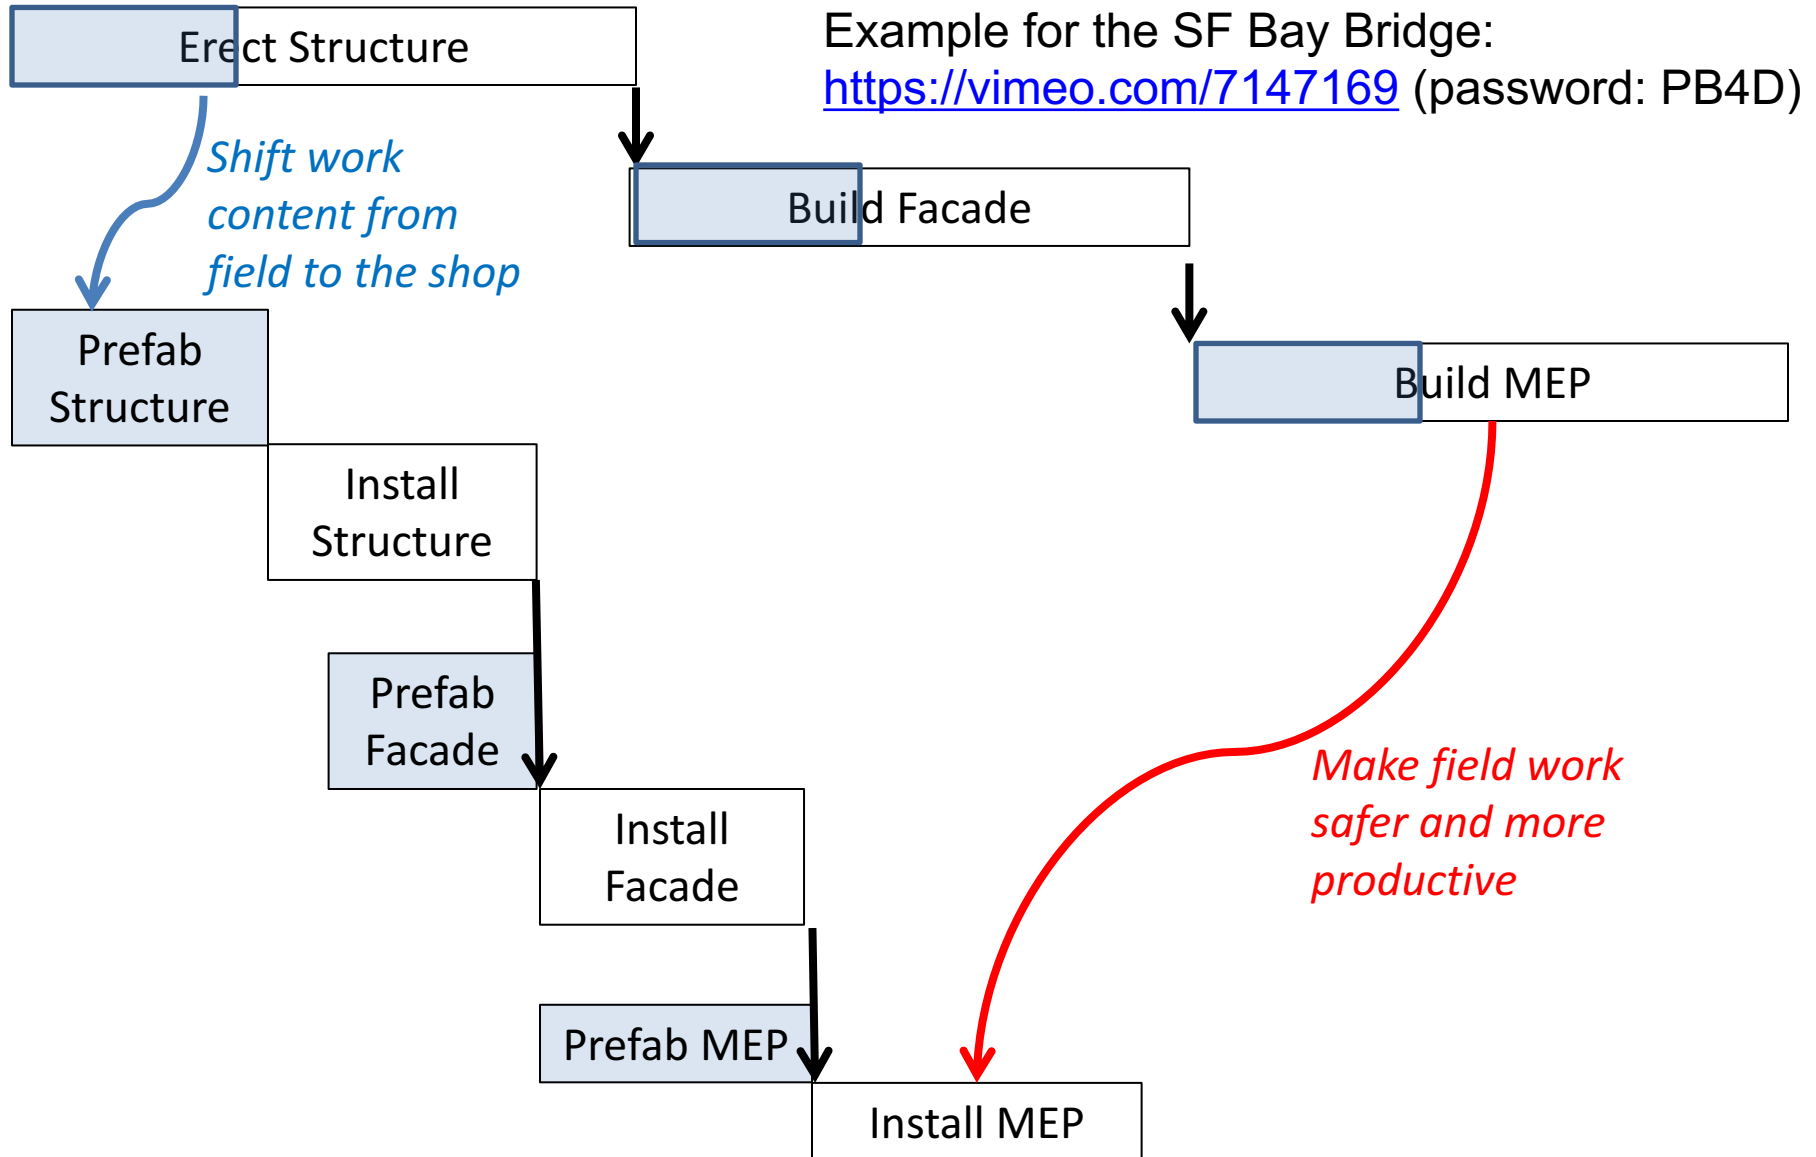 Erect Structure
Example for the SF Bay Bridge:
https://vimeo.com/7147169 (password: PB4D)
Shift work
content from
field to the shop
Build Facade
Prefab
Structure
Build MEP
Install
Structure
Prefab
Facade
Make field work
safer and more
productive
Install
Facade
Prefab MEP
Install MEP